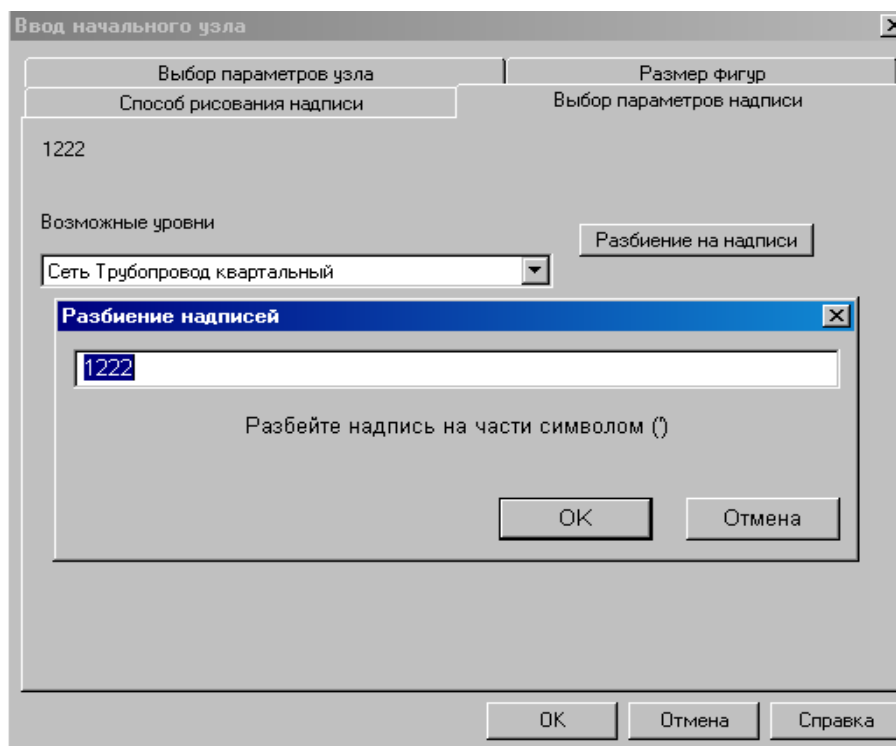 Ввод начального узла
Выбор параметров узла
Размер фигур
Способ рисования надписи
Выбор параметров надписи
1222
Возможные уровни
Разбиение на надписи
Сеть Трубопровод квартальный
Разбиение надписей
1222
Разбейте надпись на части символом (')
OK
Отмена
OK
Отмена
Справка